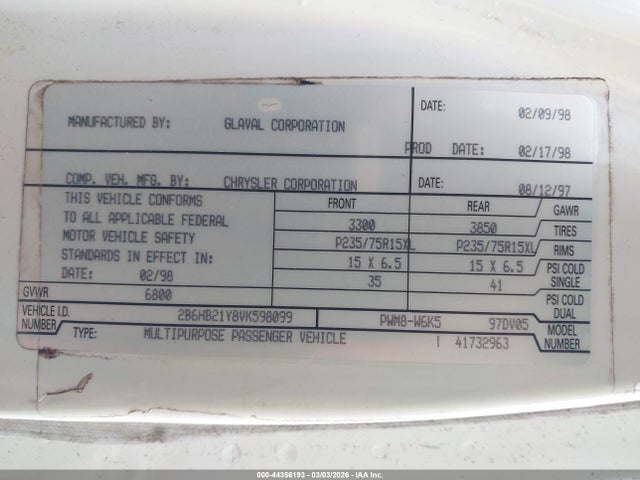 MANUFACTURED BY: GLAVAL CORPORATION DATE: 02/09/98
PROD DATE: 02/17/98
COMP. VEH. MFG. BY: CHRYSLER CORPORATION DATE: 08/12/97
THIS VEHICLE CONFORMS FRONT REAR GAWR
TO ALL APPLICABLE FEDERAL 3300 3850 TIRES
MOTOR VEHICLE SAFETY P235/75R15XL P235/75R15XL RIMS
STANDARDS IN EFFECT IN: 15 X 6.5 15 X 6.5 PSI COLD SINGLE
DATE: 02/98 35 41
GVWR 6800 PSI COLD DUAL
VEHICLE I.D. NUMBER 2B6HB21Y8VK598099 PWM8-W6K5 97DV05 MODEL NUMBER
TYPE: MULTIPURPOSE PASSENGER VEHICLE 41732963
000-44356193 - 03/03/2026 - IAA Inc.